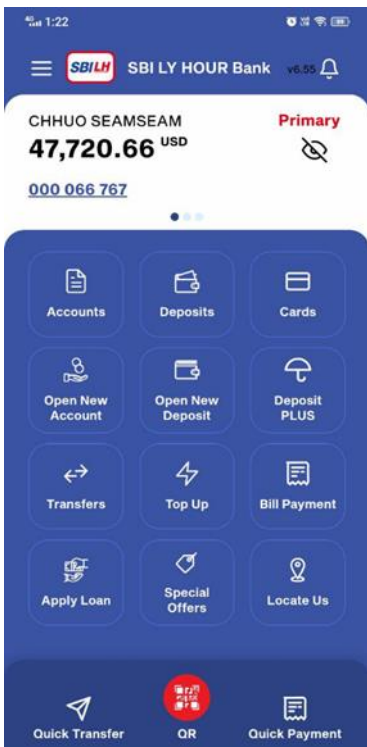 1:22
SBILH SBI LY HOUR Bank v6.55
CHHUO SEAMSEAM Primary
47,720.66 USD
000 066 767
Accounts Deposits Cards
Open New Account Open New Deposit Deposit PLUS
Transfers Top Up Bill Payment
Apply Loan Special Offers Locate Us
Quick Transfer QR Quick Payment